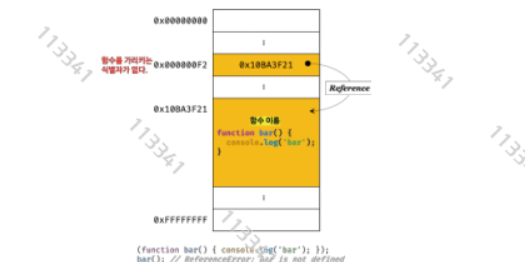 0x00000000
함수를 가리키는
식별자가 없다.
0x000000F2
0x10BA3F21
Reference
0x10BA3F21
함수 이름
function bar() {
console.log('bar');
}
0xFFFFFFFF
(function bar() { console.log('bar'); });
bar(); // ReferenceError: bar is not defined
113341
113341
113341
113341
113341